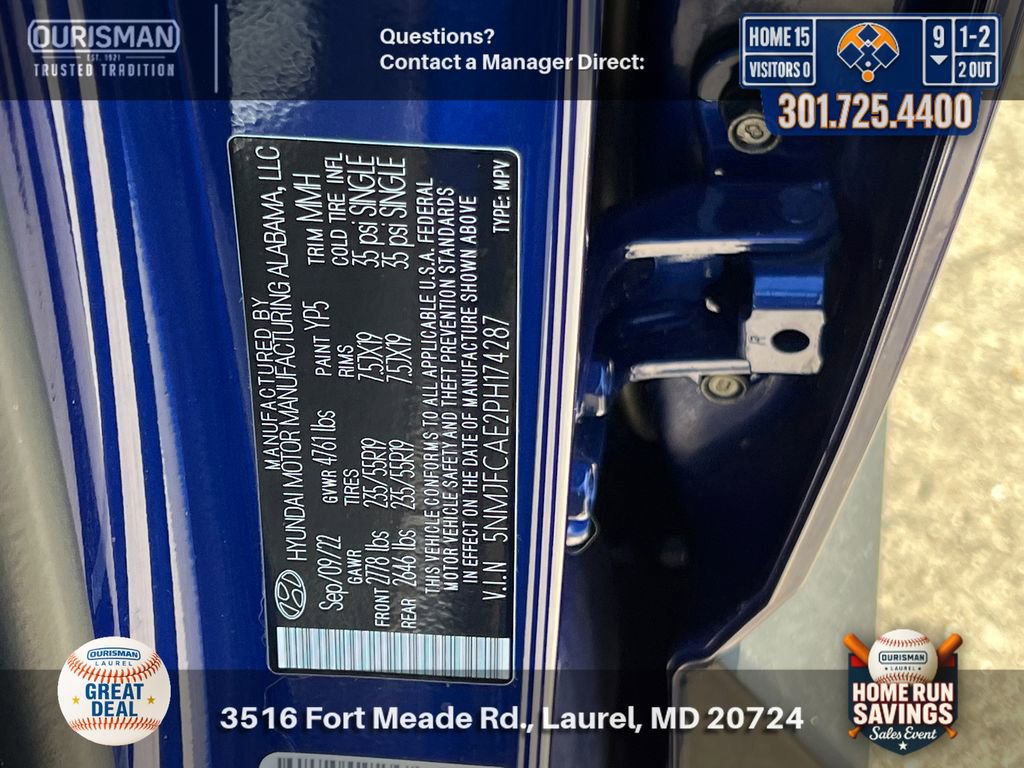 OURISMAN
EST. 1921
TRUSTED TRADITION
Questions?
Contact a Manager Direct:
HOME 15
VISITORS 0
9
1-2
2 OUT
301.725.4400
MANUFACTURED BY
HYUNDAI MOTOR MANUFACTURING ALABAMA, LLC
Sep/09/22 GVWR 4761 lbs PAINT YP5 TRIM MMH
GAWR TIRES RIMS COLD TIRE INFL
FRONT 2778 lbs 235/55R19 7.5JX19 35 psi SINGLE
REAR 2646 lbs 235/55R19 7.5JX19 35 psi SINGLE
THIS VEHICLE CONFORMS TO ALL APPLICABLE U.S.A. FEDERAL
MOTOR VEHICLE SAFETY AND THEFT PREVENTION STANDARDS
IN EFFECT ON THE DATE OF MANUFACTURE SHOWN ABOVE
V.I.N 5NMJFCAE2PH174287 TYPE: MPV
R
OURISMAN
LAUREL
GREAT
DEAL
3516 Fort Meade Rd., Laurel, MD 20724
OURISMAN
LAUREL
HOME RUN
SAVINGS
Sales Event